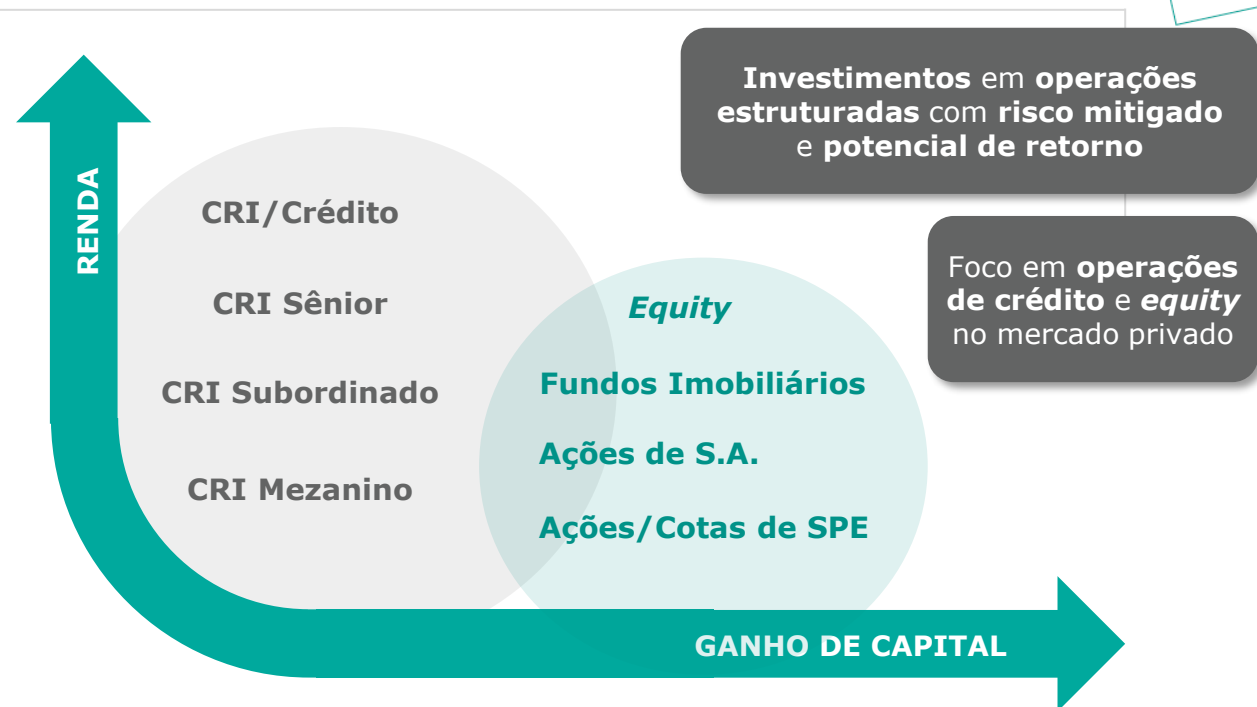 Investimentos em operações
estruturadas com risco mitigado
e potencial de retorno
Foco em operações
de crédito e equity
no mercado privado
RENDA
CRI/Crédito
CRI Sênior
CRI Subordinado
CRI Mezanino
Equity
Fundos Imobiliários
Ações de S.A.
Ações/Cotas de SPE
GANHO DE CAPITAL